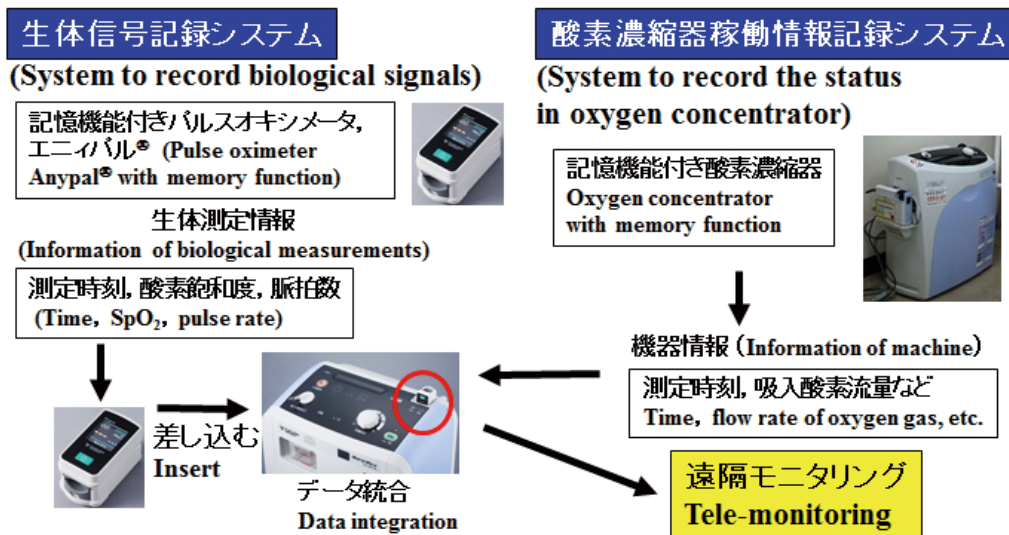 生体信号記録システム
(System to record biological signals)
記憶機能付きパルスオキシメータ,
エニィパル® (Pulse oximeter
Anypal® with memory function)
生体測定情報
(Information of biological measurements)
測定時刻, 酸素飽和度, 脈拍数
(Time, SpO₂, pulse rate)
差し込む
Insert
データ統合
Data integration
酸素濃縮器稼働情報記録システム
(System to record the status
in oxygen concentrator)
記憶機能付き酸素濃縮器
Oxygen concentrator
with memory function
機器情報 (Information of machine)
測定時刻, 吸入酸素流量など
Time, flow rate of oxygen gas, etc.
遠隔モニタリング
Tele-monitoring